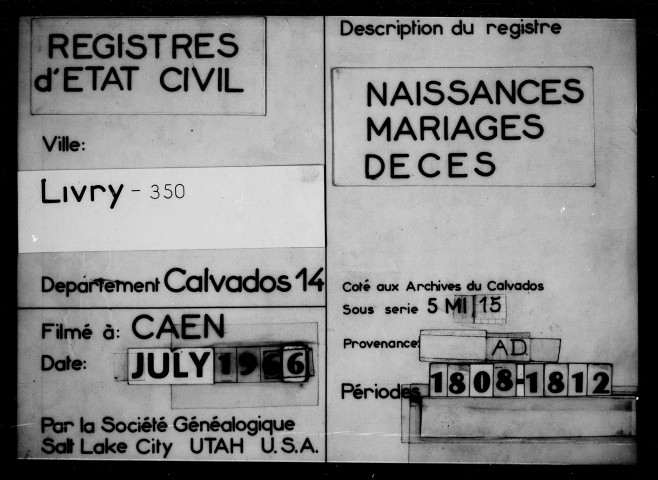 REGISTRES
d'ETAT CIVIL
Ville:
LIVRY - 350
Département Calvados 14
Filmé à: CAEN
Date: JULY 1966
Par la Société Généalogique
Salt Lake City UTAH U.S.A.
Description du registre
NAISSANCES
MARIAGES
DECES
Coté aux Archives du Calvados
Sous serie 5 MI 15
Provenance: A.D.
Périodes 1808-1812